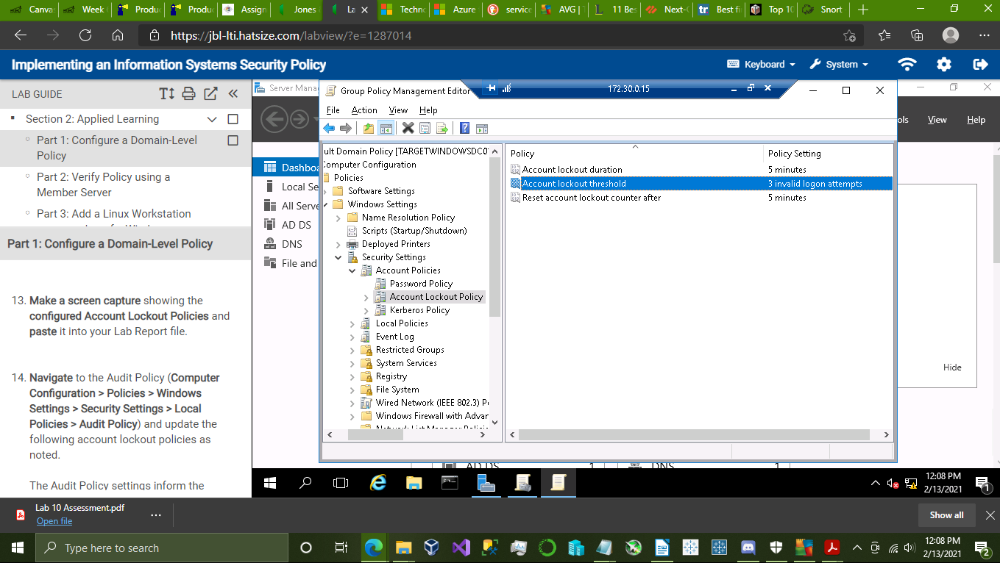 Canva
Week
Produ
Produ
Assign
Jones
La
Techn
Azure
service
AVG | T
11 Bes
Next-G
Best fi
Top 10
Snort
https://jbl-lti.hatsize.com/labview/?e=1287014
Implementing an Information Systems Security Policy
Keyboard
System
LAB GUIDE
Section 2: Applied Learning
Part 1: Configure a Domain-Level
Policy
Part 2: Verify Policy using a
Member Server
Part 3: Add a Linux Workstation
Part 1: Configure a Domain-Level Policy
13. Make a screen capture showing the
configured Account Lockout Policies and
paste it into your Lab Report file.
14. Navigate to the Audit Policy (Computer
Configuration > Policies > Windows
Settings > Security Settings > Local
Policies > Audit Policy) and update the
following account lockout policies as
noted.
The Audit Policy settings inform the
Server Manag
Group Policy Management Editor
172.30.0.15
File Action View Help
ols View Help
Dashboa
Local Se
All Server
AD DS
DNS
File and
ult Domain Policy [TARGETWINDOWSDC0
Computer Configuration
Policies
Software Settings
Windows Settings
Name Resolution Policy
Scripts (Startup/Shutdown)
Deployed Printers
Security Settings
Account Policies
Password Policy
Account Lockout Policy
Kerberos Policy
Local Policies
Event Log
Restricted Groups
System Services
Registry
File System
Wired Network (IEEE 802.3) P
Windows Firewall with Advar
Network List Manager Policie
Policy Policy Setting
Account lockout duration 5 minutes
Account lockout threshold 3 invalid logon attempts
Reset account lockout counter after 5 minutes
Hide
AD DS 1
DNS 1
12:08 PM
2/13/2021
1
Lab 10 Assessment.pdf
Open file
Show all
Type here to search
12:08 PM
2/13/2021
2